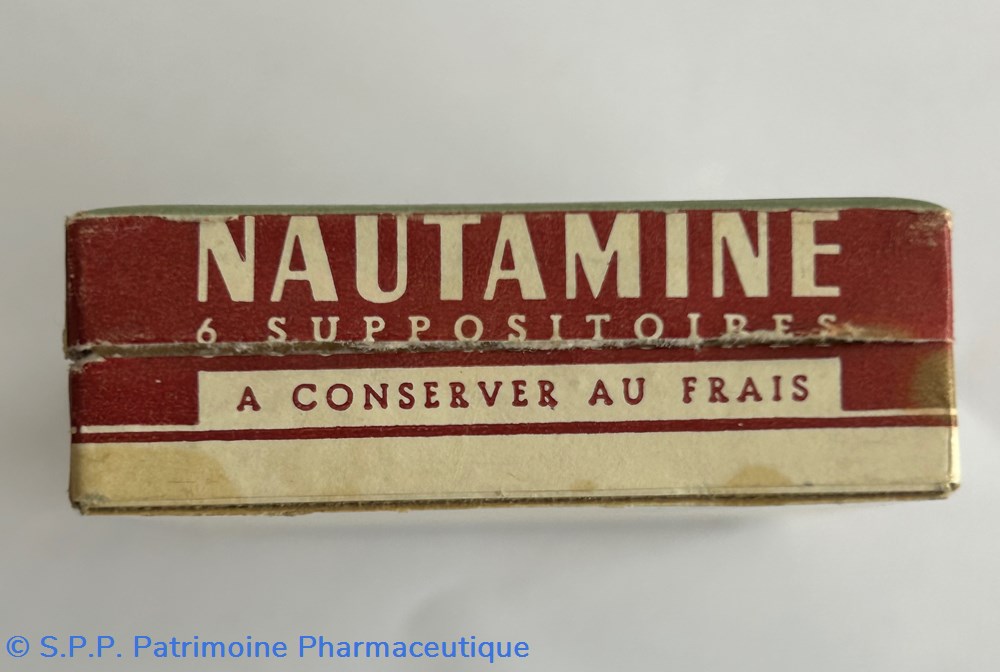 NAUTAMINE
6 SUPPOSITOIRES
A CONSERVER AU FRAIS
© S.P.P. Patrimoine Pharmaceutique